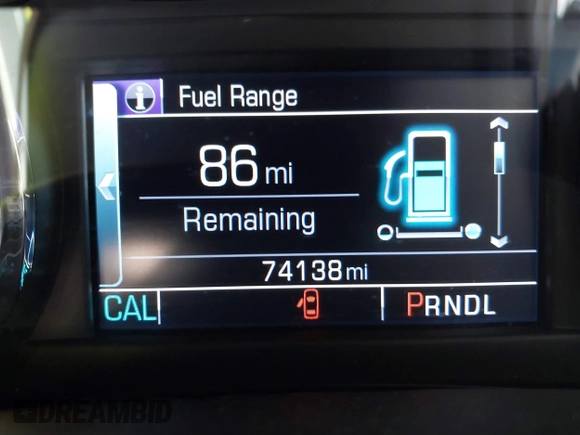 i Fuel Range
86 mi
Remaining
74138 mi
CAL PRNDL
DREAMBID